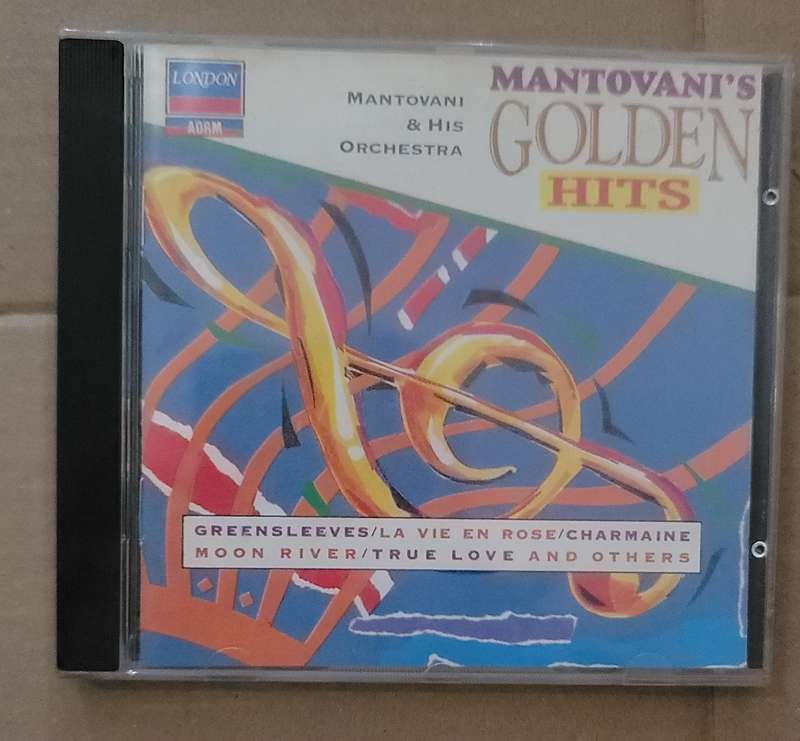 LONDON
ADRM
MANTOVANI
& HIS
ORCHESTRA
MANTOVANI'S
GOLDEN
HITS
GREENSLEEVES/LA VIE EN ROSE/CHARMAINE
MOON RIVER/TRUE LOVE AND OTHERS